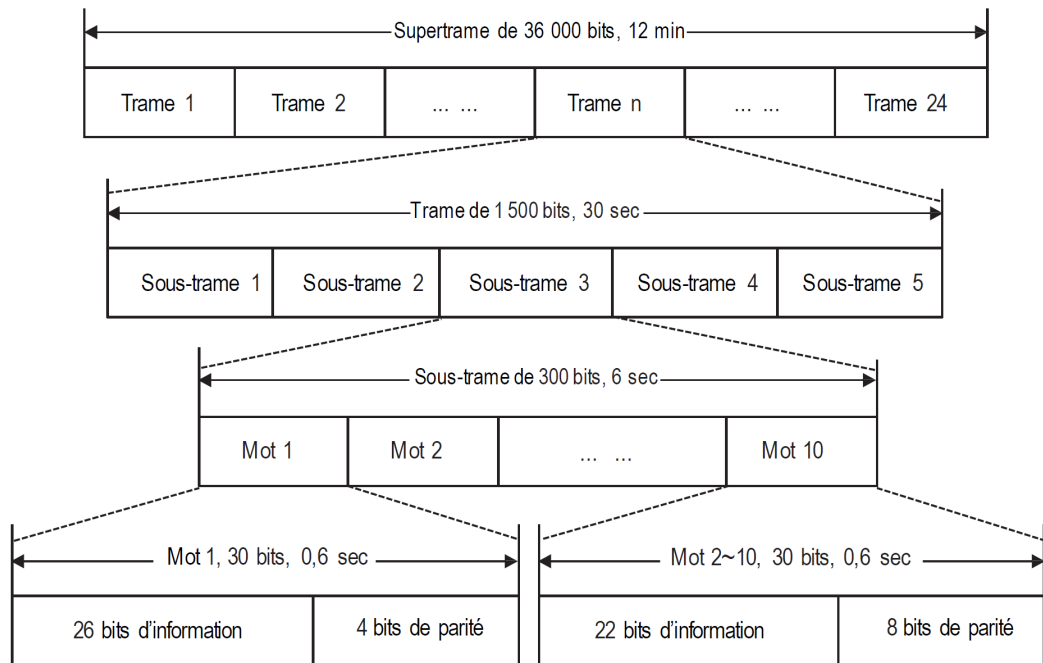 Supertrame de 36 000 bits, 12 min
Trame 1 Trame 2 ... ... Trame n ... ... Trame 24
Trame de 1 500 bits, 30 sec
Sous-trame 1 Sous-trame 2 Sous-trame 3 Sous-trame 4 Sous-trame 5
Sous-trame de 300 bits, 6 sec
Mot 1 Mot 2 ... ... Mot 10
Mot 1, 30 bits, 0,6 sec Mot 2~10, 30 bits, 0,6 sec
26 bits d'information 4 bits de parité 22 bits d'information 8 bits de parité